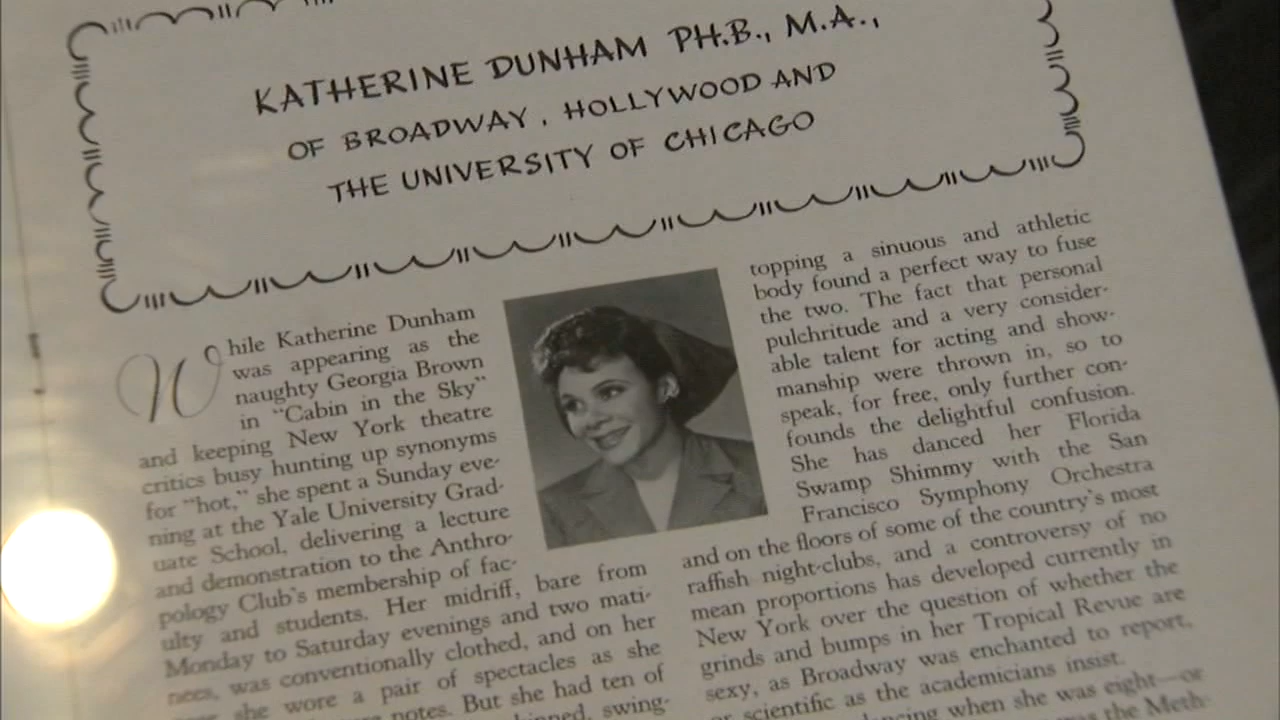 KATHERINE DUNHAM PH.B., M.A.,
OF BROADWAY, HOLLYWOOD AND
THE UNIVERSITY OF CHICAGO
While Katherine Dunham
was appearing as the
naughty Georgia Brown
in "Cabin in the Sky"
and keeping New York theatre
critics busy hunting up synonyms
for "hot," she spent a Sunday eve-
ning at the Yale University Grad-
uate School, delivering a lecture
and demonstration to the Anthro-
pology Club's membership of fac-
ulty and students. Her midriff, bare from
Monday to Saturday evenings and two mati-
nees, was conventionally clothed, and on her
she wore a pair of spectacles as she
notes. But she had ten of
swing-
topping a sinuous and athletic
body found a perfect way to fuse
the two. The fact that personal
pulchritude and a very consider-
able talent for acting and show-
manship were thrown in, so to
speak, for free, only further con-
founds the delightful confusion.
She has danced her Florida
Swamp Shimmy with the San
Francisco Symphony Orchestra
and on the floors of some of the country's most
raffish night-clubs, and a controversy of no
mean proportions has developed currently in
New York over the question of whether the
grinds and bumps in her Tropical Revue are
sexy, as Broadway was enchanted to report,
or scientific as the academicians insist.
when she was eight—or
was the Meth-